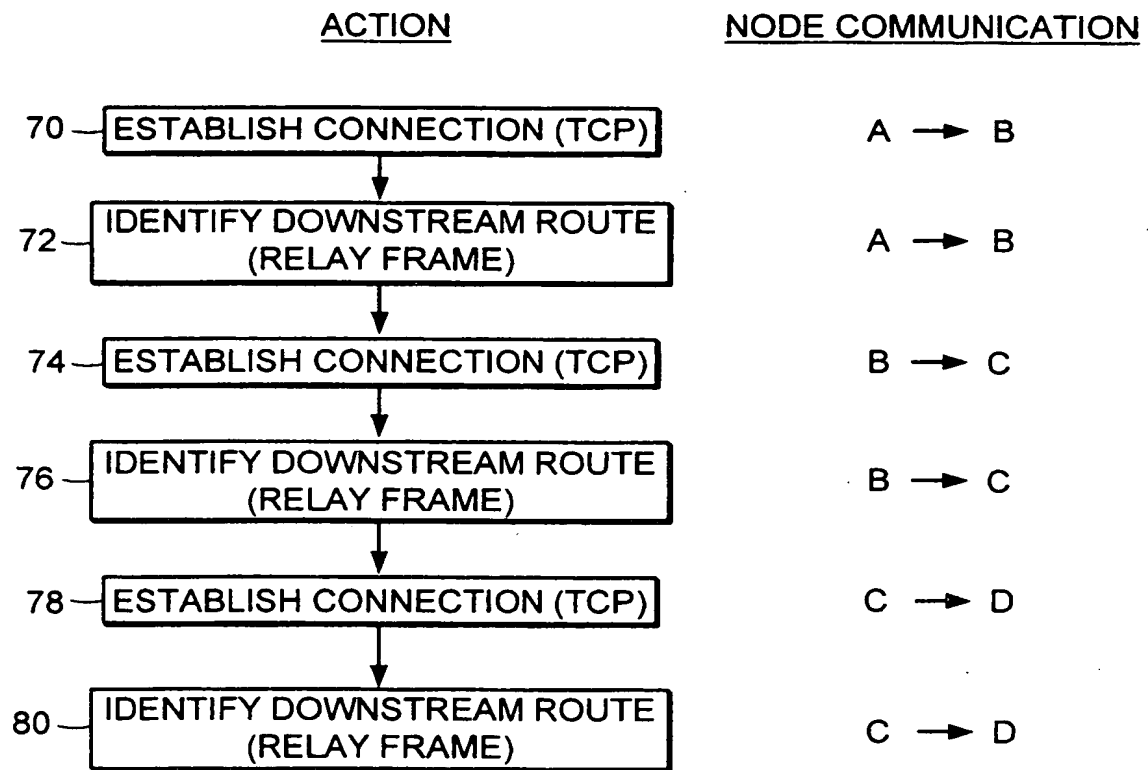 ACTION NODE COMMUNICATION
70 ESTABLISH CONNECTION (TCP) A → B
72 IDENTIFY DOWNSTREAM ROUTE
(RELAY FRAME) A → B
74 ESTABLISH CONNECTION (TCP) B → C
76 IDENTIFY DOWNSTREAM ROUTE
(RELAY FRAME) B → C
78 ESTABLISH CONNECTION (TCP) C → D
80 IDENTIFY DOWNSTREAM ROUTE
(RELAY FRAME) C → D